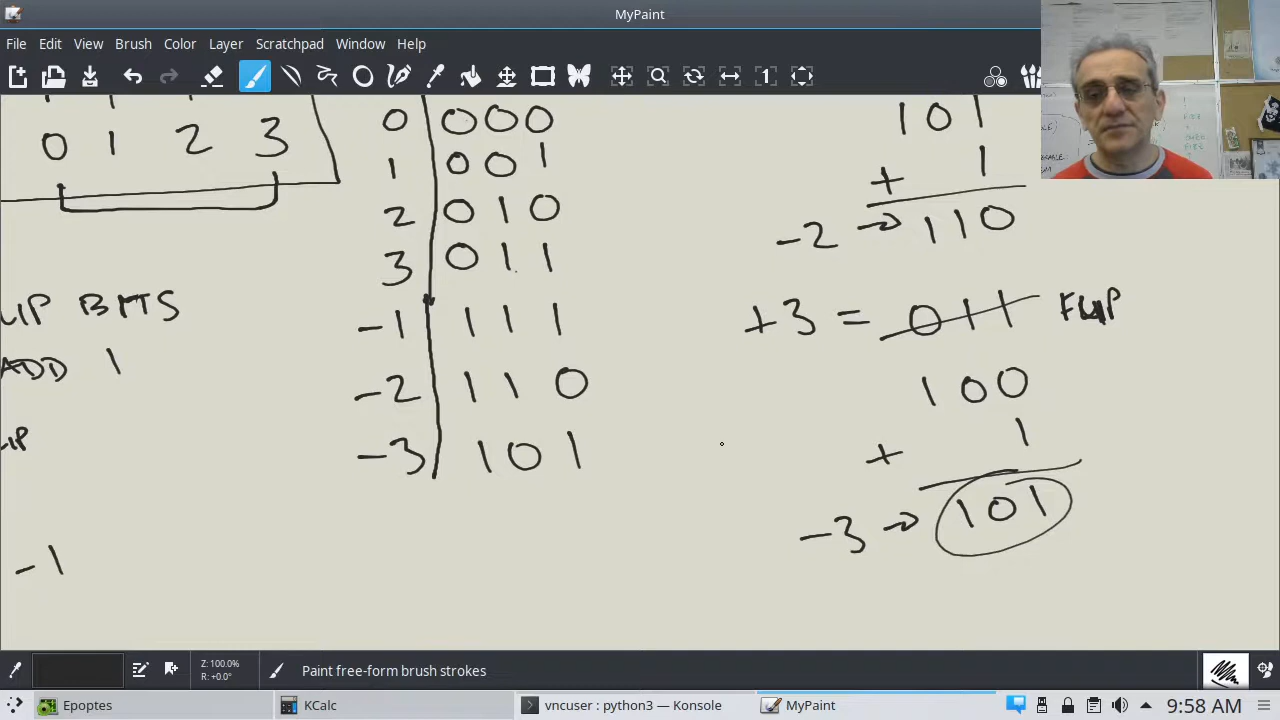 MyPaint
File Edit View Brush Color Layer Scratchpad Window Help
0 1 2 3
0 000
1 001
2 010
3 011
-1 111
-2 110
-3 101
LIP BITS
ADD 1
LIP
-1
101
+ 1
-2 → 110
+3 = 011 FLIP
100
+ 1
-3 → 101
Z: 100.0%
R: +0.0°
Paint free-form brush strokes
Epoptes
KCalc
vncuser : python3 — Konsole
MyPaint
9:58 AM